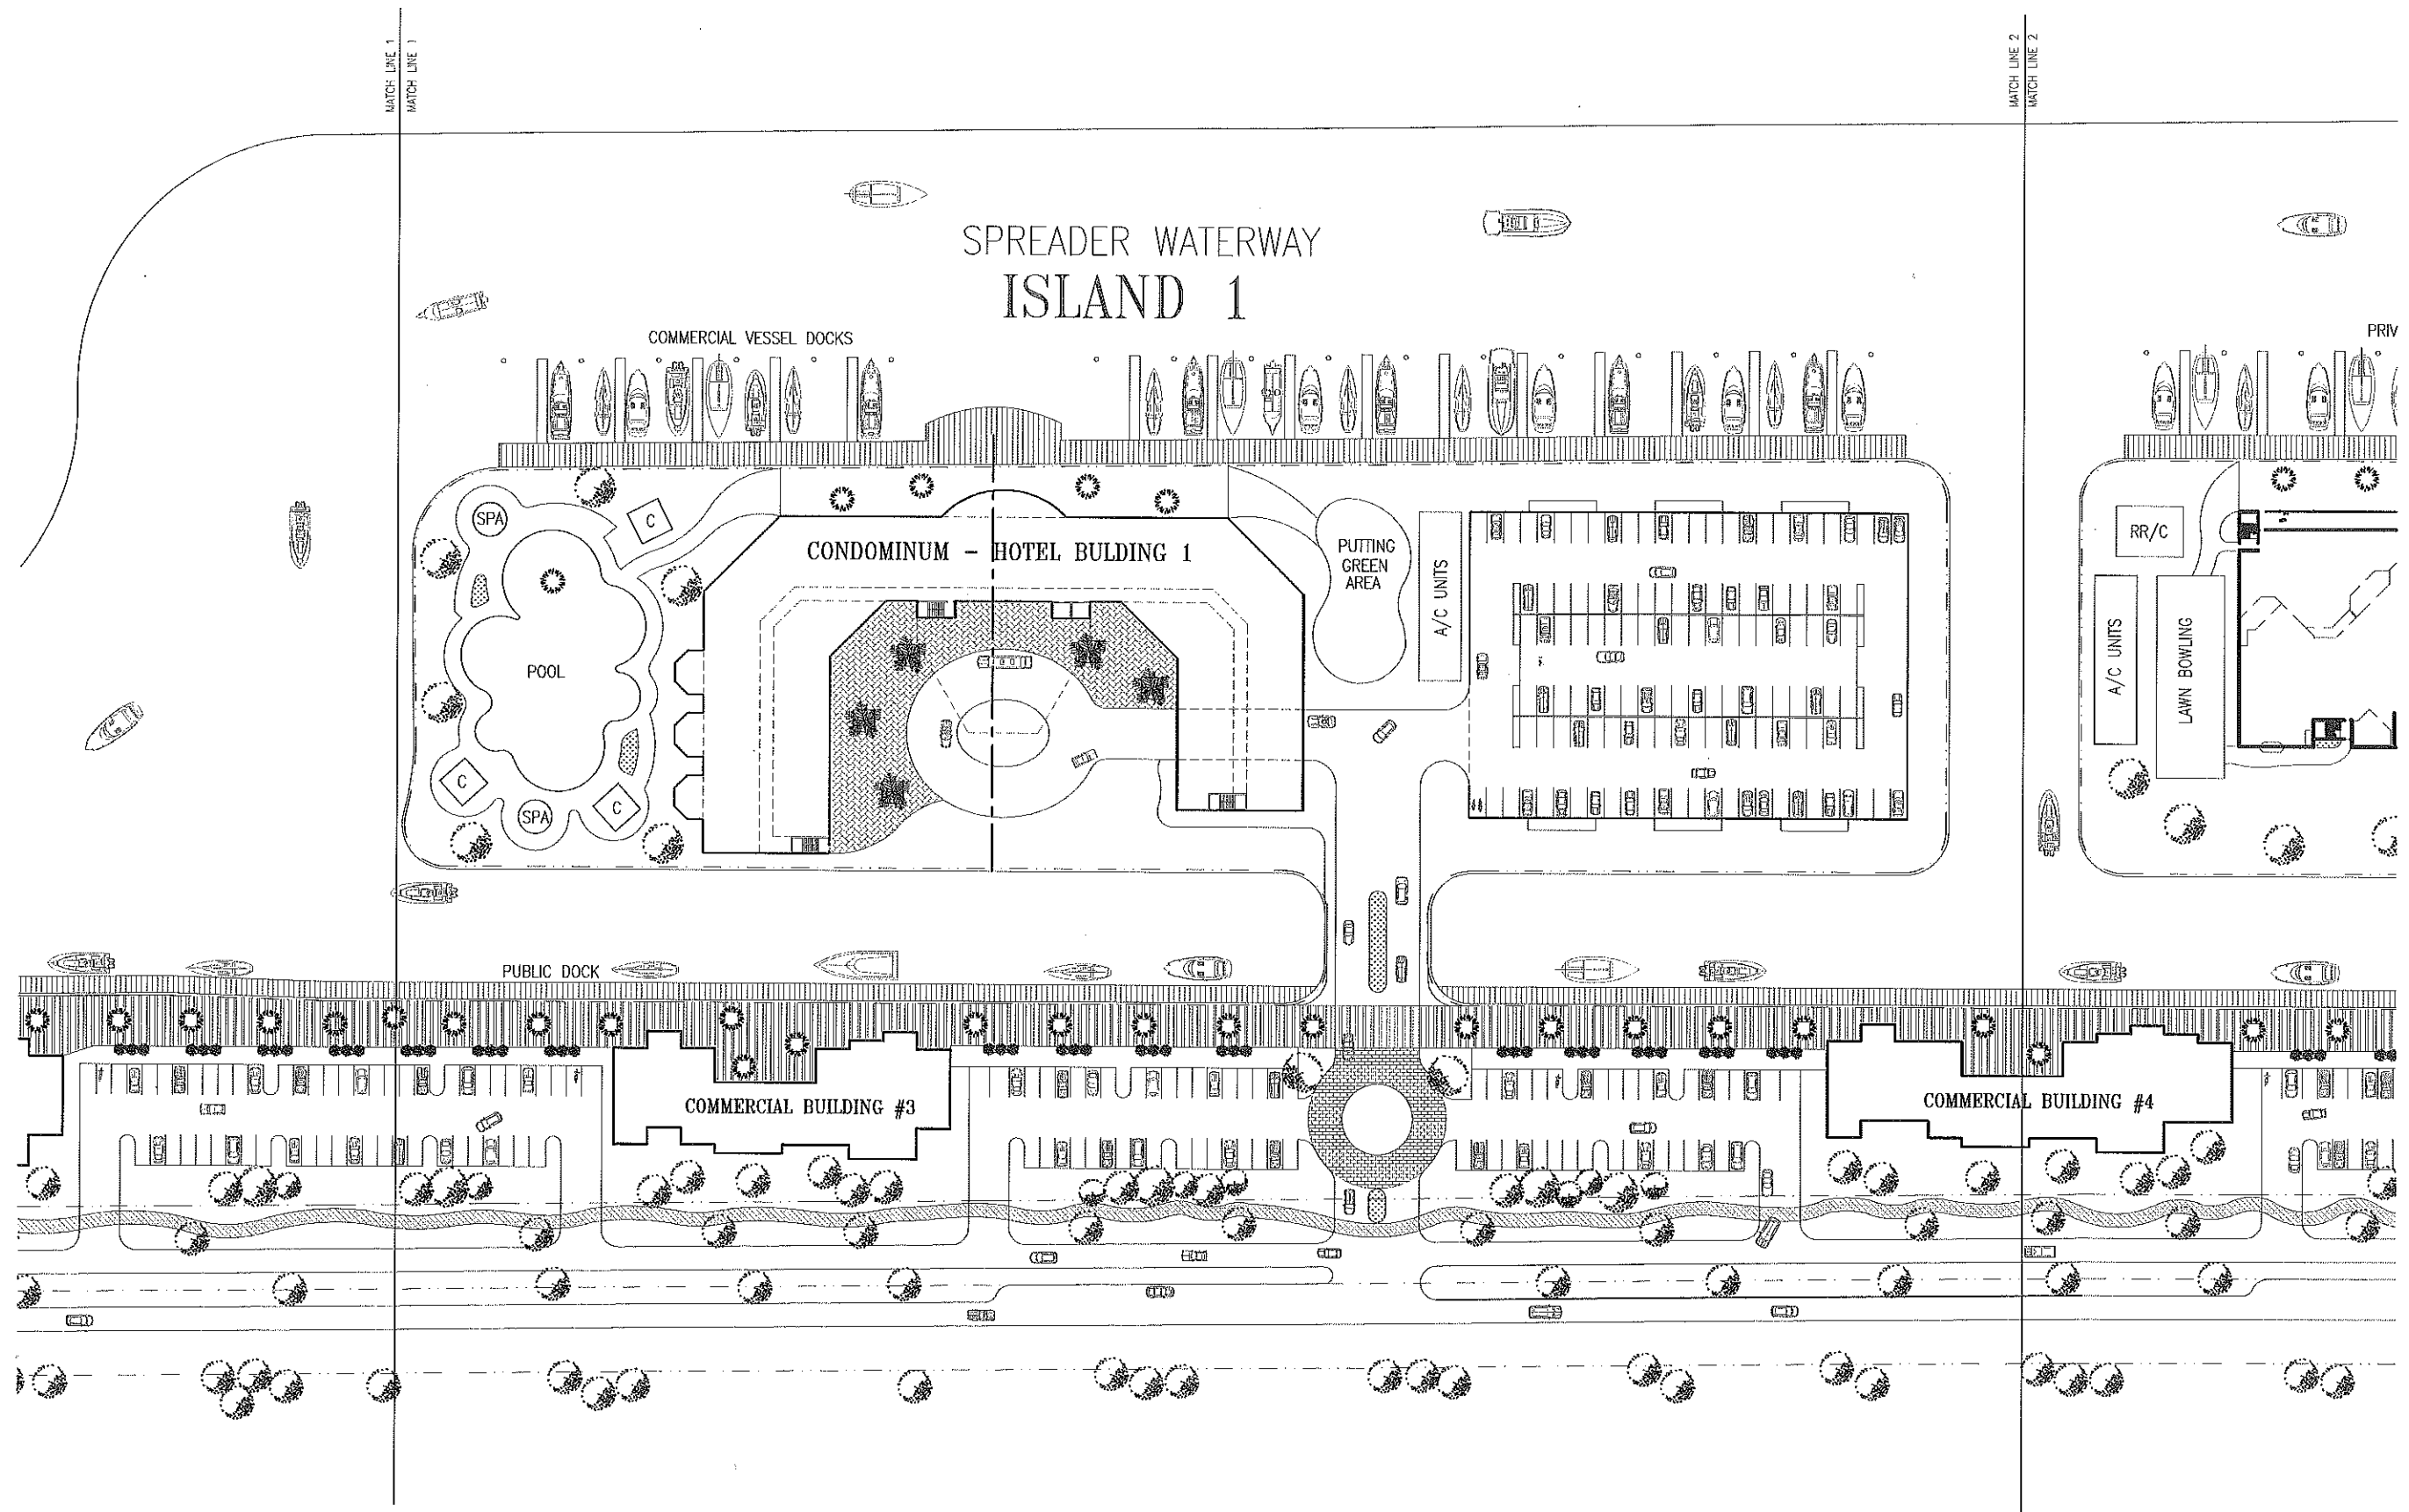 MATCH LINE 1
MATCH LINE 1
MATCH LINE 2
MATCH LINE 2
SPREADER WATERWAY
ISLAND 1
COMMERCIAL VESSEL DOCKS
PRIV
SPA
C
CONDOMINUM - HOTEL BULDING 1
PUTTING
GREEN
AREA
A/C UNITS
RR/C
POOL
A/C UNITS
LAWN BOWLING
C
C
SPA
PUBLIC DOCK
COMMERCIAL BUILDING #3
COMMERCIAL BUILDING #4